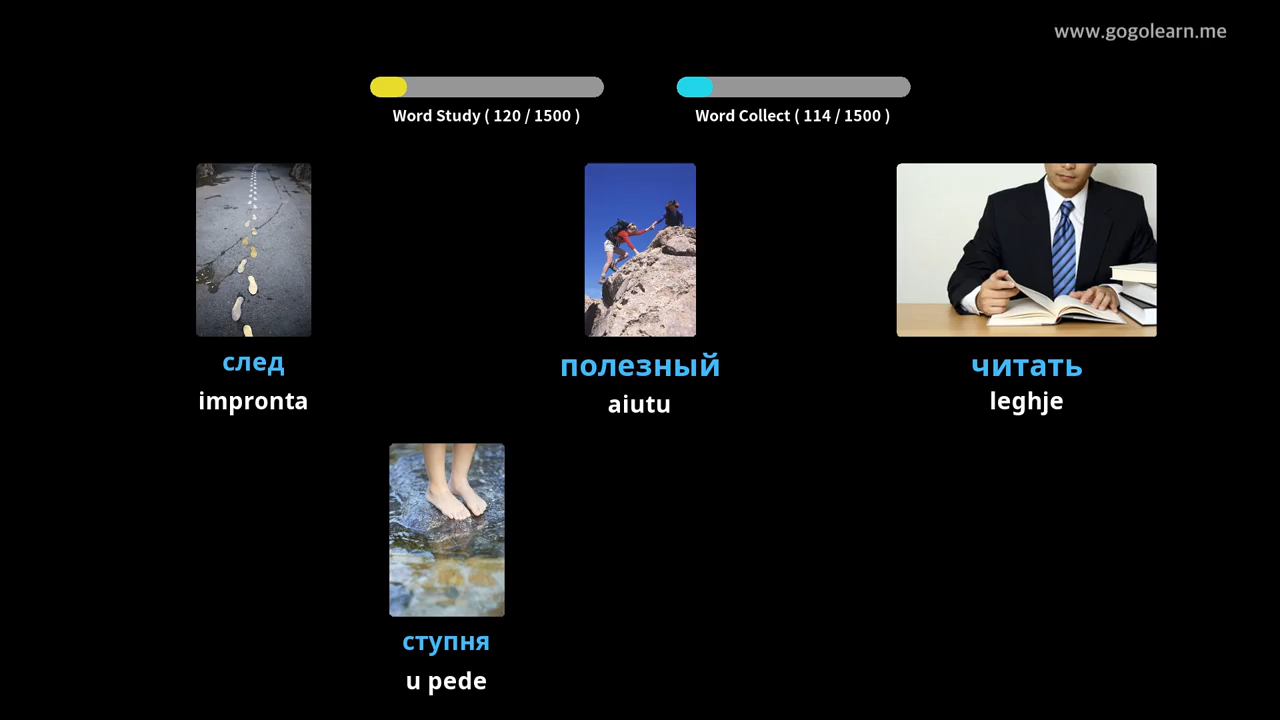 www.gogolearn.me
Word Study ( 120 / 1500 )
Word Collect ( 114 / 1500 )
след
impronta
полезный
aiutu
читать
leghje
ступня
u pede